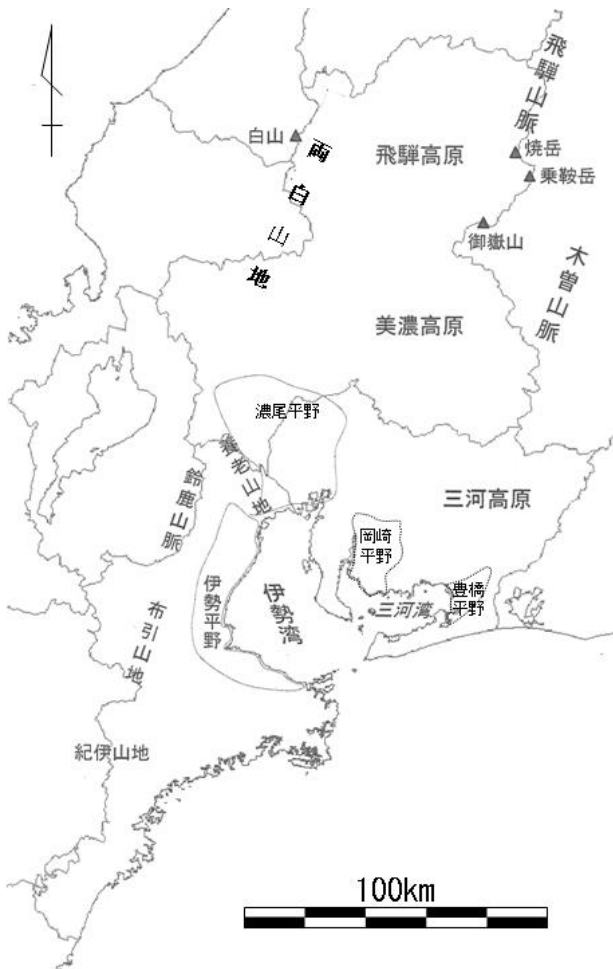 飛騨山脈
白山
両白山地
飛騨高原
焼岳
乗鞍岳
御嶽山
木曽山脈
美濃高原
濃尾平野
養老山地
鈴鹿山脈
三河高原
岡崎
平野
豊橋
平野
三河湾
伊勢湾
伊勢平野
布引山地
紀伊山地
100km